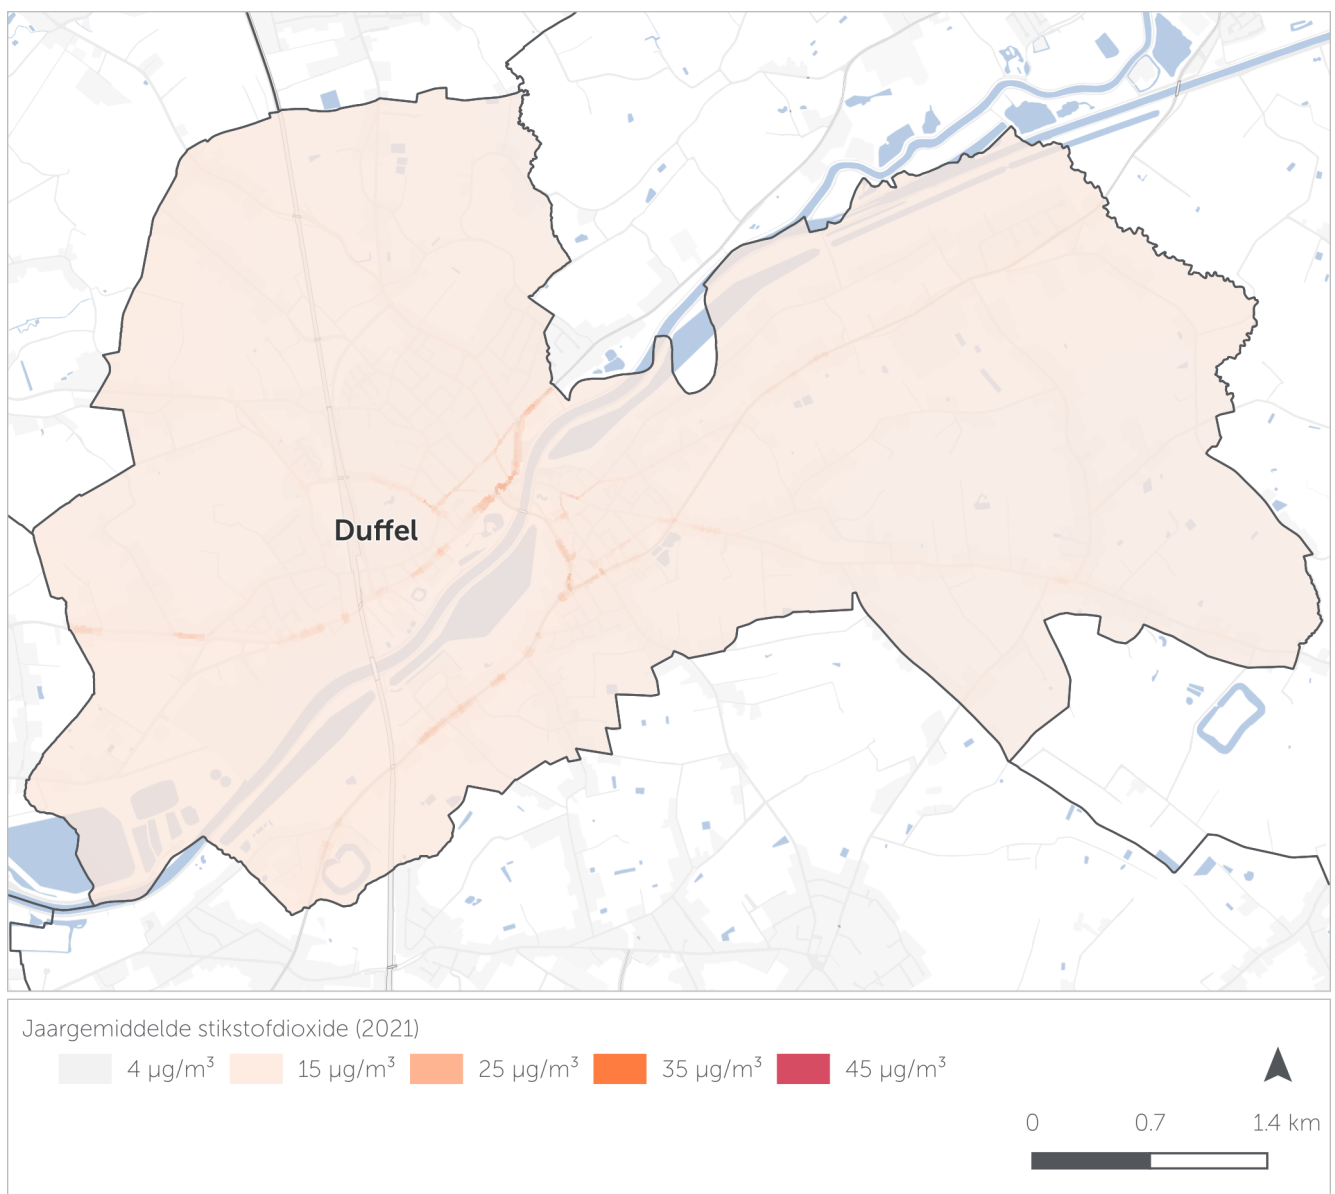 Duffel
Jaargemiddelde stikstofdioxide (2021)
4 µg/m³ 15 µg/m³ 25 µg/m³ 35 µg/m³ 45 µg/m³
0 0.7 1.4 km